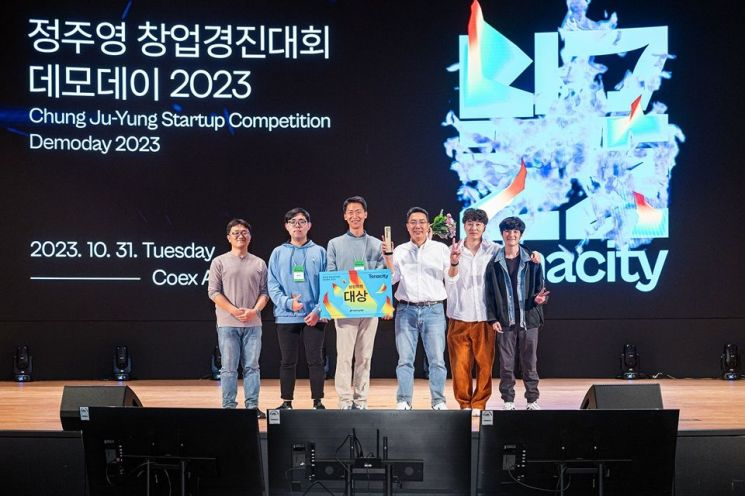 정주영 창업경진대회
데모데이 2023
Chung Ju-Yung Startup Competition
Demoday 2023
2023. 10. 31. Tuesday
Coex A
Tenacity
대상
enacity